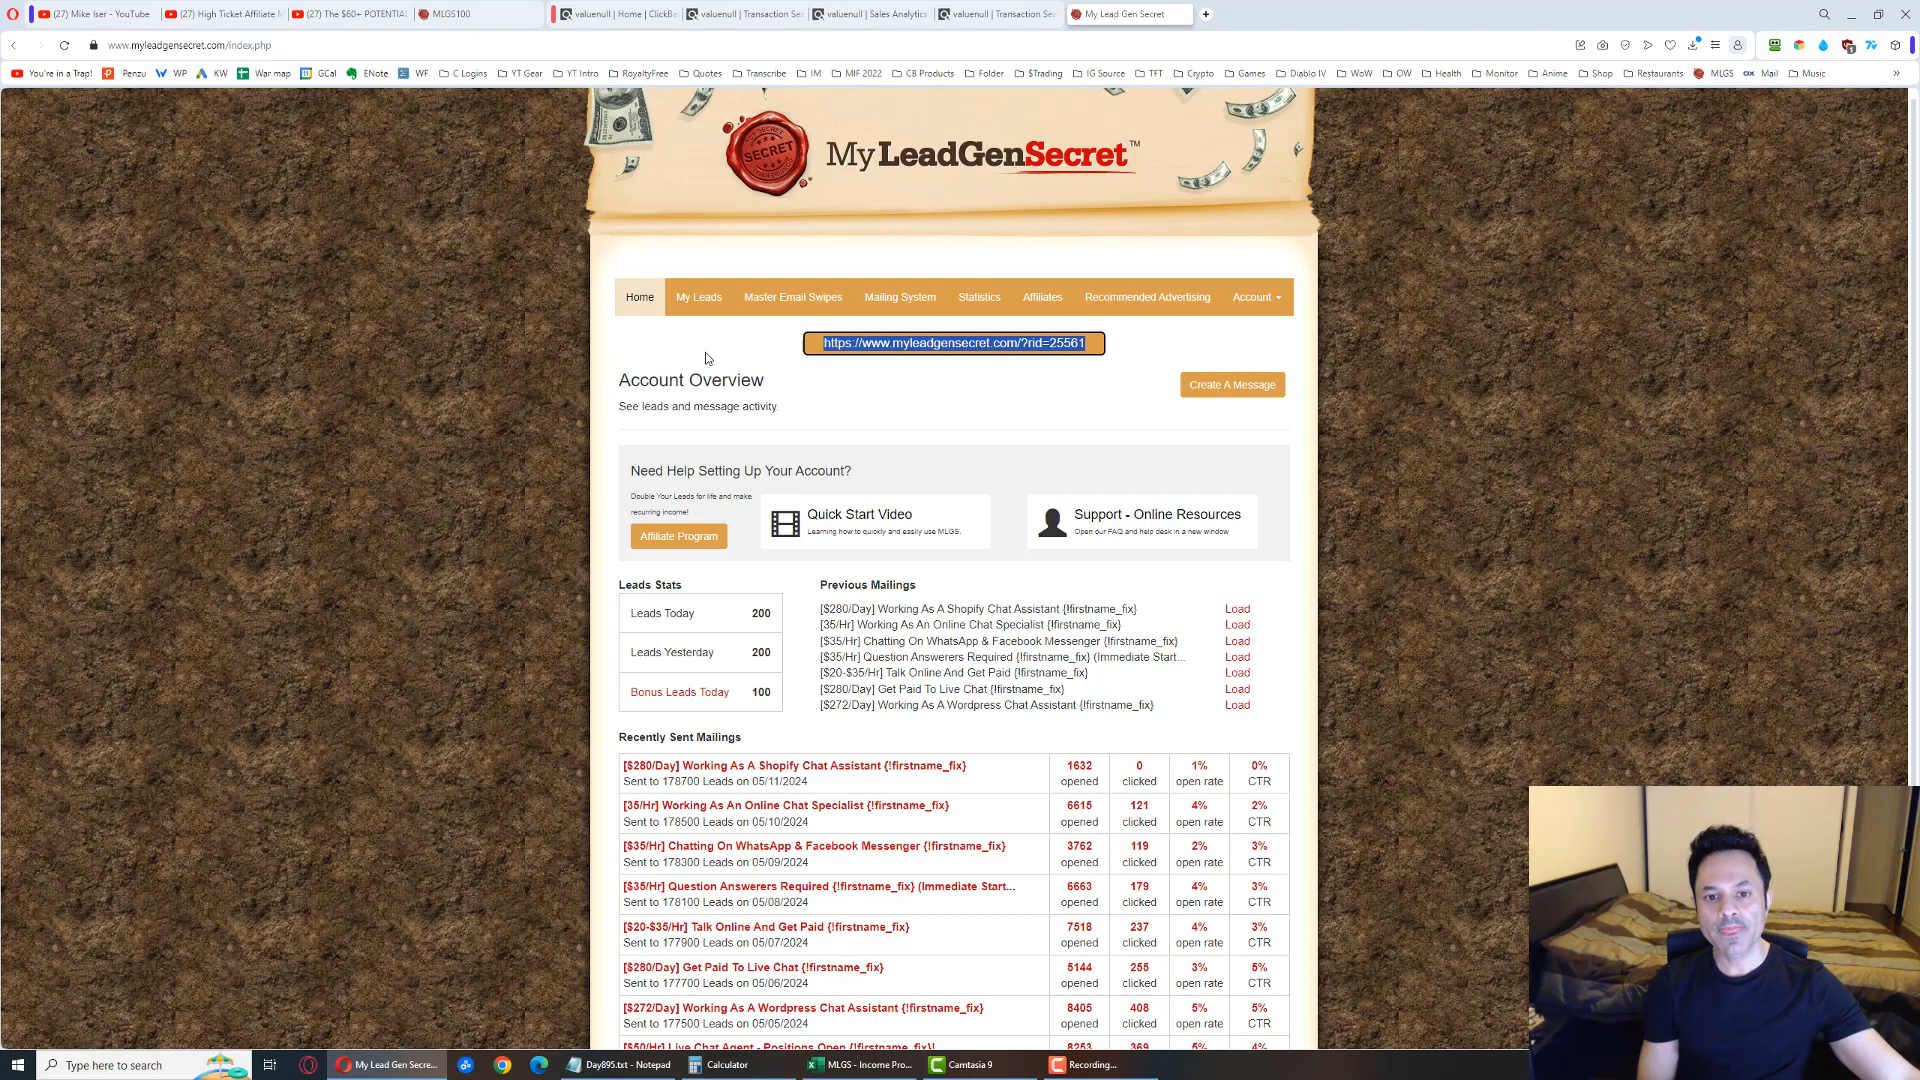 (27) Mike Iser - YouTube
(27) High Ticket Affiliate M
(27) The $60+ POTENTIAL
MLGS100
valuenull | Home | ClickBa
valuenull | Transaction Sea
valuenull | Sales Analytics
valuenull | Transaction Sea
My Lead Gen Secret
www.myleadgensecret.com/index.php
You're in a Trap!
Penzu
WP
KW
War map
GCal
ENote
WF
C Logins
YT Gear
YT Intro
RoyaltyFree
Quotes
Transcribe
IM
MIF 2022
CB Products
Folder
$Trading
IG Source
TFT
Crypto
Games
Diablo IV
WoW
OW
Health
Monitor
Anime
Shop
Restaurants
MLGS
Mail
Music
SECRET
MyLeadGenSecret™
Home
My Leads
Master Email Swipes
Mailing System
Statistics
Affiliates
Recommended Advertising
Account
https://www.myleadgensecret.com/?rid=25561
Account Overview
Create A Message
See leads and message activity.
Need Help Setting Up Your Account?
Double Your Leads for life and make
recurring income!
Affiliate Program
Quick Start Video
Learning how to quickly and easily use MLGS.
Support - Online Resources
Open our FAQ and help desk in a new window
Leads Stats
Leads Today 200
Leads Yesterday 200
Bonus Leads Today 100
Previous Mailings
[$280/Day] Working As A Shopify Chat Assistant {!firstname_fix} Load
[35/Hr] Working As An Online Chat Specialist {!firstname_fix} Load
[$35/Hr] Chatting On WhatsApp & Facebook Messenger {!firstname_fix} Load
[$35/Hr] Question Answerers Required {!firstname_fix} (Immediate Start... Load
[$20-$35/Hr] Talk Online And Get Paid {!firstname_fix} Load
[$280/Day] Get Paid To Live Chat {!firstname_fix} Load
[$272/Day] Working As A Wordpress Chat Assistant {!firstname_fix} Load
Recently Sent Mailings
[$280/Day] Working As A Shopify Chat Assistant {!firstname_fix} 1632 0 1% 0%
Sent to 178700 Leads on 05/11/2024 opened clicked open rate CTR
[35/Hr] Working As An Online Chat Specialist {!firstname_fix} 6615 121 4% 2%
Sent to 178500 Leads on 05/10/2024 opened clicked open rate CTR
[$35/Hr] Chatting On WhatsApp & Facebook Messenger {!firstname_fix} 3762 119 2% 3%
Sent to 178300 Leads on 05/09/2024 opened clicked open rate CTR
[$35/Hr] Question Answerers Required {!firstname_fix} (Immediate Start... 6663 179 4% 3%
Sent to 178100 Leads on 05/08/2024 opened clicked open rate CTR
[$20-$35/Hr] Talk Online And Get Paid {!firstname_fix} 7518 237 4% 3%
Sent to 177900 Leads on 05/07/2024 opened clicked open rate CTR
[$280/Day] Get Paid To Live Chat {!firstname_fix} 5144 255 3% 5%
Sent to 177700 Leads on 05/06/2024 opened clicked open rate CTR
[$272/Day] Working As A Wordpress Chat Assistant {!firstname_fix} 8405 408 5% 5%
Sent to 177500 Leads on 05/05/2024 opened clicked open rate CTR
[$50/Hr] Live Chat Agent - Positions Open {!firstname_fix}! 8253 369 5% 4%
Type here to search
My Lead Gen Secre...
Day895.txt - Notepad
Calculator
MLGS - Income Pro...
Camtasia 9
Recording...